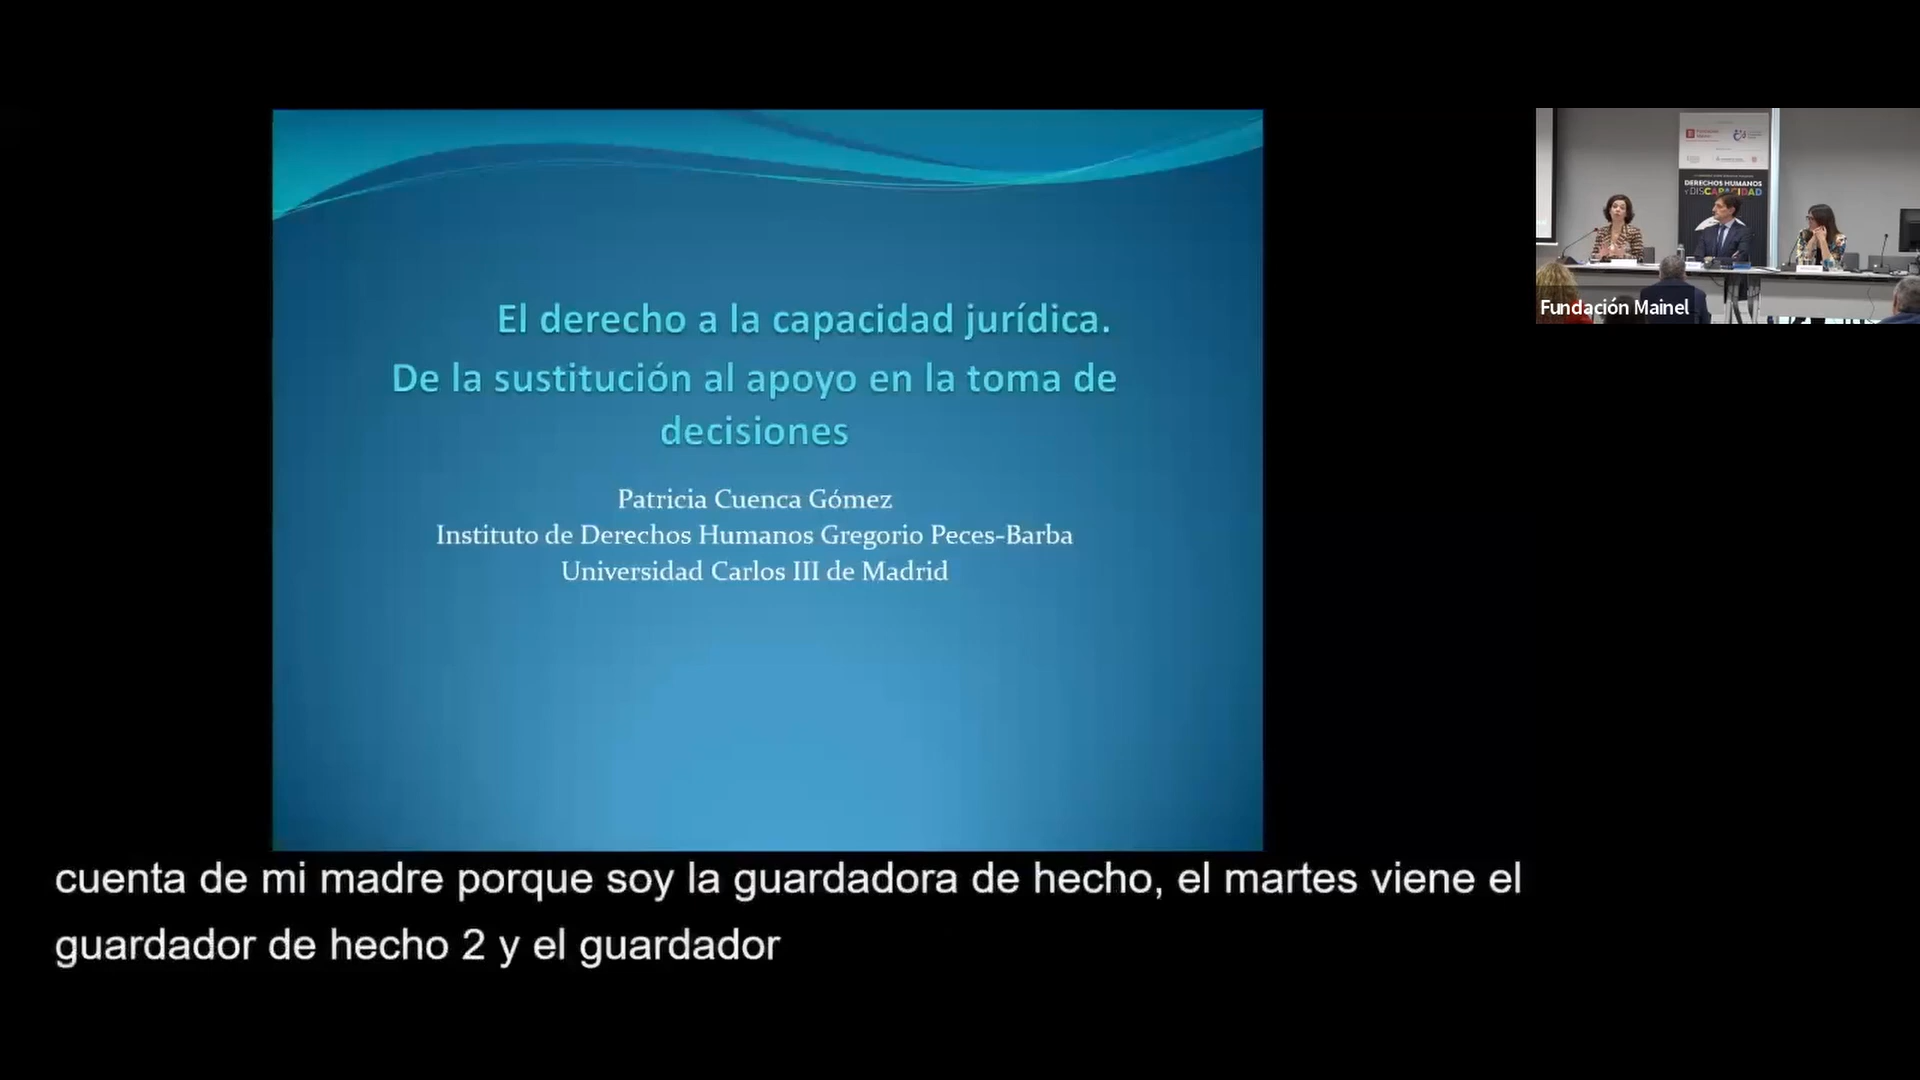 El derecho a la capacidad jurídica.
De la sustitución al apoyo en la toma de
decisiones
Patricia Cuenca Gómez
Instituto de Derechos Humanos Gregorio Peces-Barba
Universidad Carlos III de Madrid
DERECHOS HUMANOS
Y DISCAPACIDAD
Fundación Mainel
cuenta de mi madre porque soy la guardadora de hecho, el martes viene el
guardador de hecho 2 y el guardador